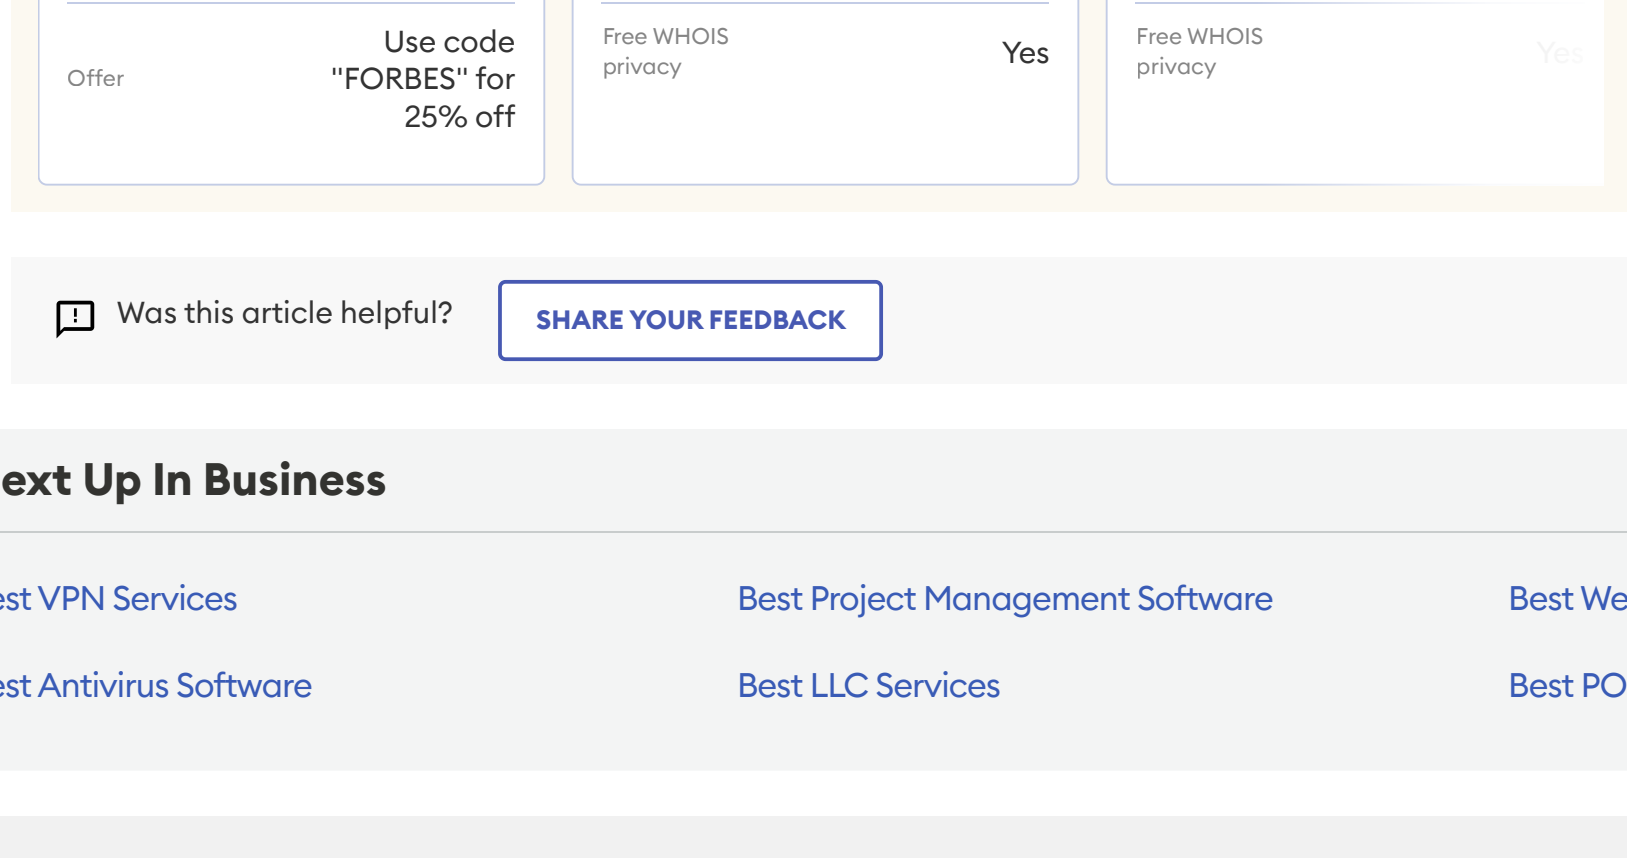 Offer
Use code
"FORBES" for
25% off
Free WHOIS
privacy
Yes
Free WHOIS
privacy
Yes
Was this article helpful?
SHARE YOUR FEEDBACK
ext Up In Business
est VPN Services
Best Project Management Software
Best We
est Antivirus Software
Best LLC Services
Best PO